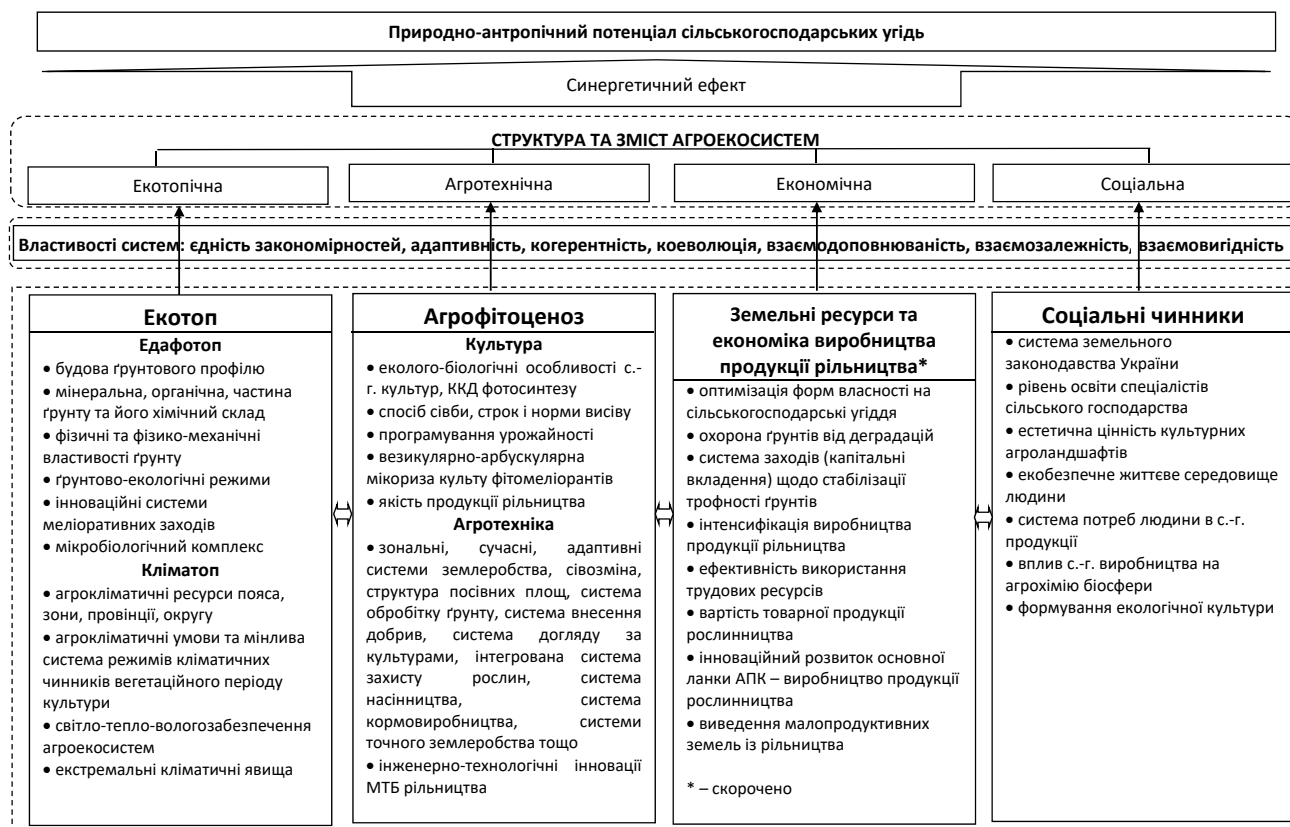 Природно-антропічний потенціал сільськогосподарських угідь
Синергетичний ефект
СТРУКТУРА ТА ЗМІСТ АГРОЕКОСИСТЕМ
Екотопічна
Агротехнічна
Економічна
Соціальна
Властивості систем: єдність закономірностей, адаптивність, когерентність, коеволюція, взаємодоповнюваність, взаємозалежність, взаємовигідність
Екотоп
Едафотоп
• будова ґрунтового профілю
• мінеральна, органічна, частина
ґрунту та його хімічний склад
• фізичні та фізико-механічні
властивості ґрунту
• ґрунтово-екологічні режими
• інноваційні системи
меліоративних заходів
• мікробіологічний комплекс
Кліматоп
• агрокліматичні ресурси пояса,
зони, провінції, округу
• агрокліматичні умови та мінлива
система режимів кліматичних
чинників вегетаційного періоду
культури
• світло-тепло-вологозабезпечення
агроекосистем
• екстремальні кліматичні явища
Агрофітоценоз
Культура
• еколого-біологічні особливості с.-
г. культур, ККД фотосинтезу
• спосіб сівби, строк і норми висіву
• програмування урожайності
• везикулярно-арбускулярна
мікориза культу фітомеліорантів
• якість продукції рільництва
Агротехніка
• зональні, сучасні, адаптивні
системи землеробства, сівозміна,
структура посівних площ, система
обробітку ґрунту, система внесення
добрив, система догляду за
культурами, інтегрована система
захисту рослин, система
насінництва, система
кормовиробництва, системи
точного землеробства тощо
• інженерно-технологічні інновації
МТБ рільництва
Земельні ресурси та
економіка виробництва
продукції рільництва*
• оптимізація форм власності на
сільськогосподарські угіддя
• охорона ґрунтів від деградацій
• система заходів (капітальні
вкладення) щодо стабілізації
трофності ґрунтів
• інтенсифікація виробництва
продукції рільництва
• ефективність використання
трудових ресурсів
• вартість товарної продукції
рослинництва
• інноваційний розвиток основної
ланки АПК – виробництво продукції
рослинництва
• виведення малопродуктивних
земель із рільництва
* – скорочено
Соціальні чинники
• система земельного
законодавства України
• рівень освіти спеціалістів
сільського господарства
• естетична цінність культурних
агроландшафтів
• екобезпечне життєве середовище
людини
• система потреб людини в с.-г.
продукції
• вплив с.-г. виробництва на
агрохімію біосфери
• формування екологічної культури